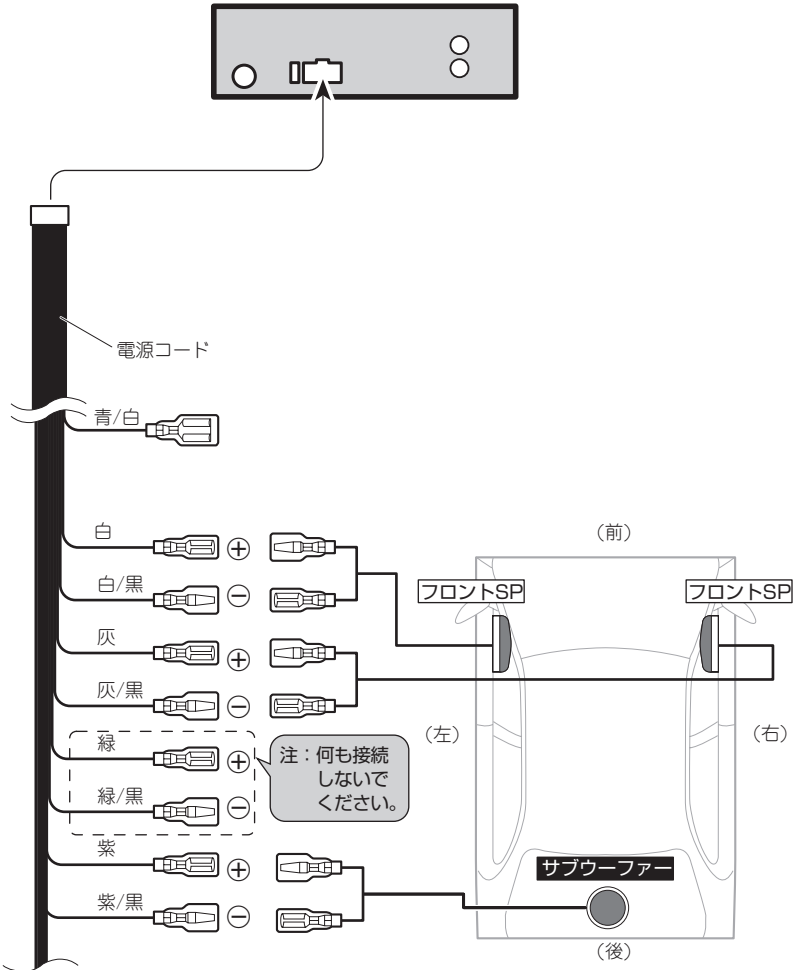 電源コード
青/白
白
⊕
白/黒
⊖
灰
⊕
灰/黒
⊖
緑
⊕
緑/黒
⊖
注：何も接続
しないで
ください。
紫
⊕
紫/黒
⊖
（前）
フロントSP
フロントSP
（左）
（右）
サブウーファー
（後）